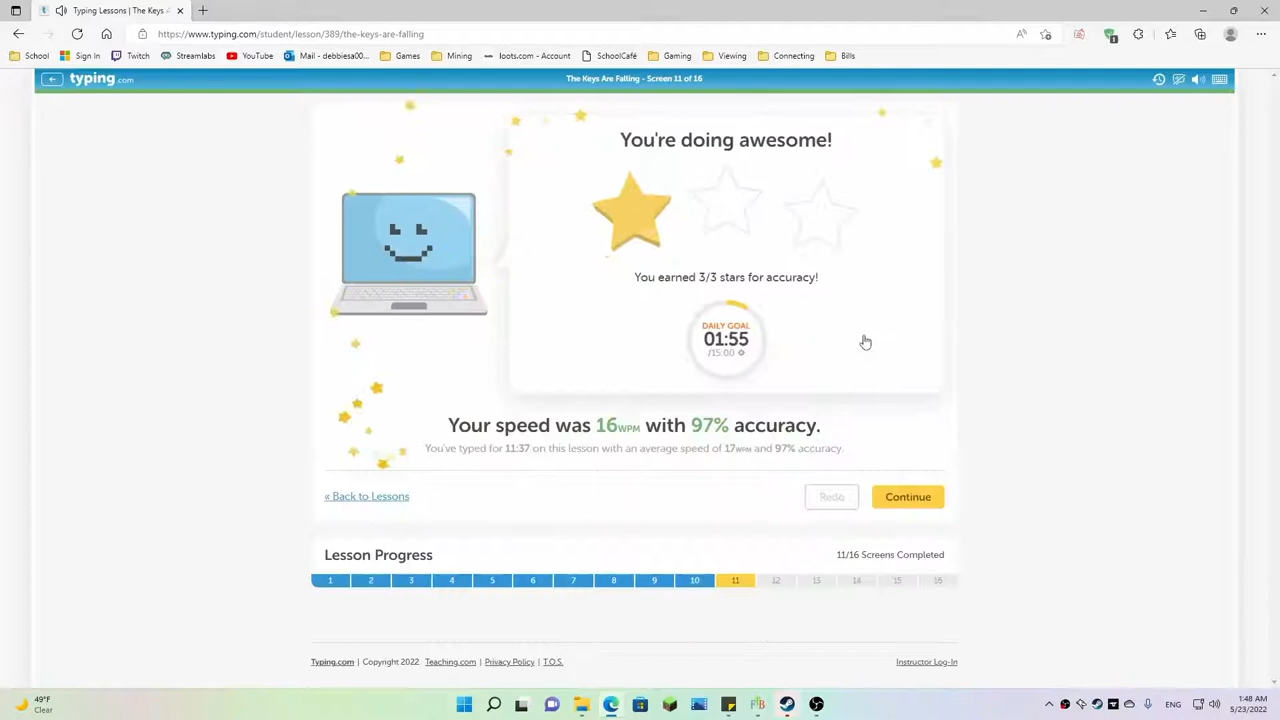 Typing Lessons | The Keys A
https://www.typing.com/student/lesson/389/the-keys-are-falling
School
Sign In
Twitch
Streamlabs
YouTube
Mail - debbiesa00...
Games
Mining
loots.com - Account
SchoolCafé
Gaming
Viewing
Connecting
Bills
typing.com
The Keys Are Falling - Screen 11 of 16
You're doing awesome!
You earned 3/3 stars for accuracy!
DAILY GOAL
01:55
/15:00
Your speed was 16WPM with 97% accuracy.
You've typed for 11:37 on this lesson with an average speed of 17WPM and 97% accuracy.
« Back to Lessons
Redo
Continue
Lesson Progress
11/16 Screens Completed
1 2 3 4 5 6 7 8 9 10 11 12 13 14 15 16
Typing.com | Copyright 2022 Teaching.com | Privacy Policy | T.O.S.
Instructor Log-In
49°F
Clear
ENG
1:48 AM
5/23/2022